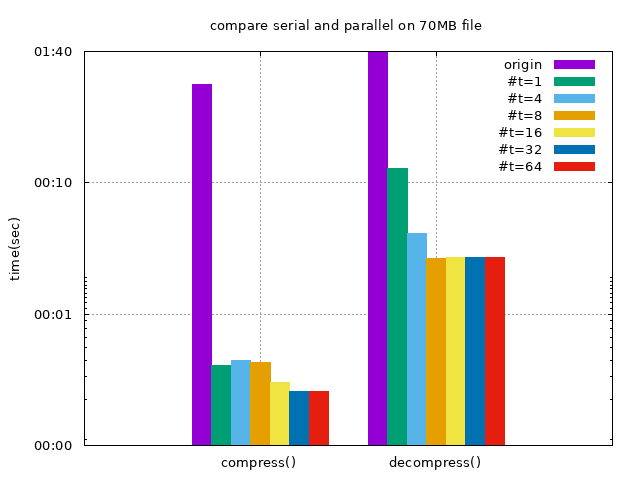 compare serial and parallel on 70MB file
01:40
00:10
00:01
00:00
time(sec)
origin
#t=1
#t=4
#t=8
#t=16
#t=32
#t=64
compress()
decompress()